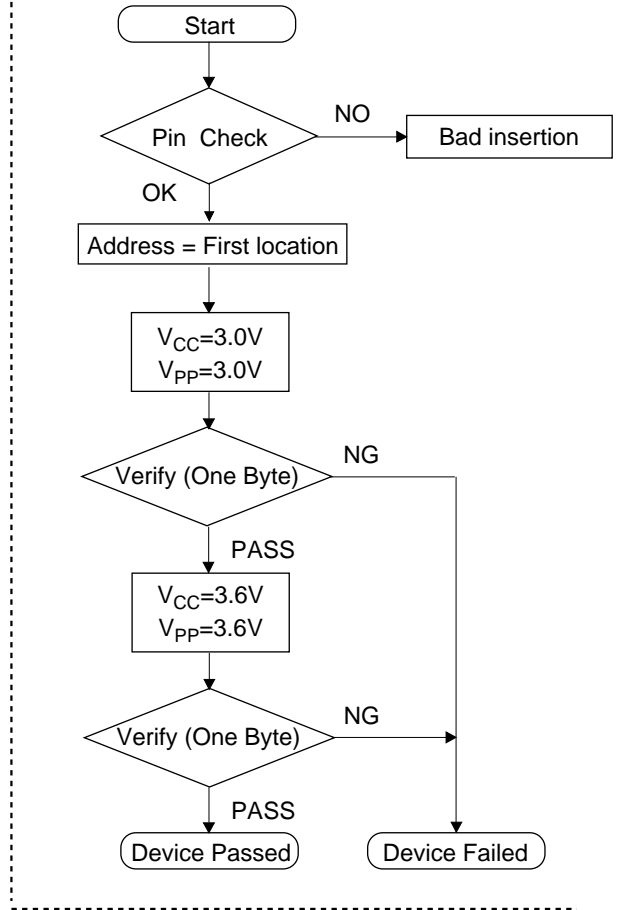 Start
Pin Check
NO
Bad insertion
OK
Address = First location
VCC=3.0V
VPP=3.0V
Verify (One Byte)
NG
PASS
VCC=3.6V
VPP=3.6V
Verify (One Byte)
NG
PASS
Device Passed
Device Failed